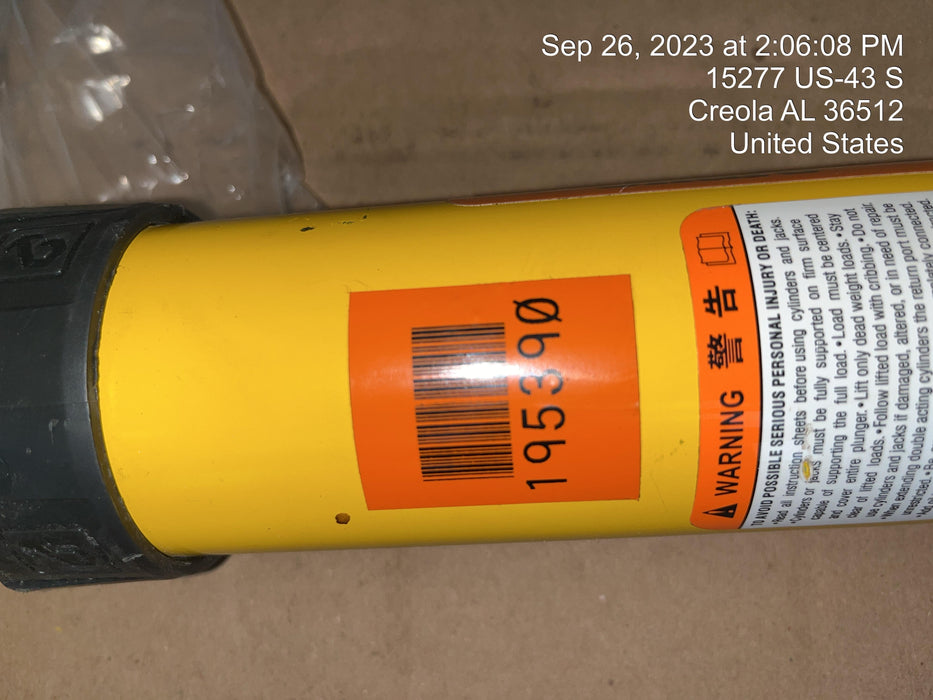 Sep 26, 2023 at 2:06:08 PM
15277 US-43 S
Creola AL 36512
United States
195390
WARNING 警告
TO AVOID POSSIBLE SERIOUS PERSONAL INJURY OR DEATH:
•Read all instruction sheets before using cylinders and jacks.
•Cylinders or jacks must be fully supported on firm surface
capable of supporting the full load. •Load must be centered
and cover entire plunger. •Lift only dead weight loads. •Stay
clear of lifted loads. •Follow lifted load with cribbing. •Do not
use cylinders and jacks if damaged, altered, or in need of repair.
•When extending double acting cylinders the return port must be
connected.